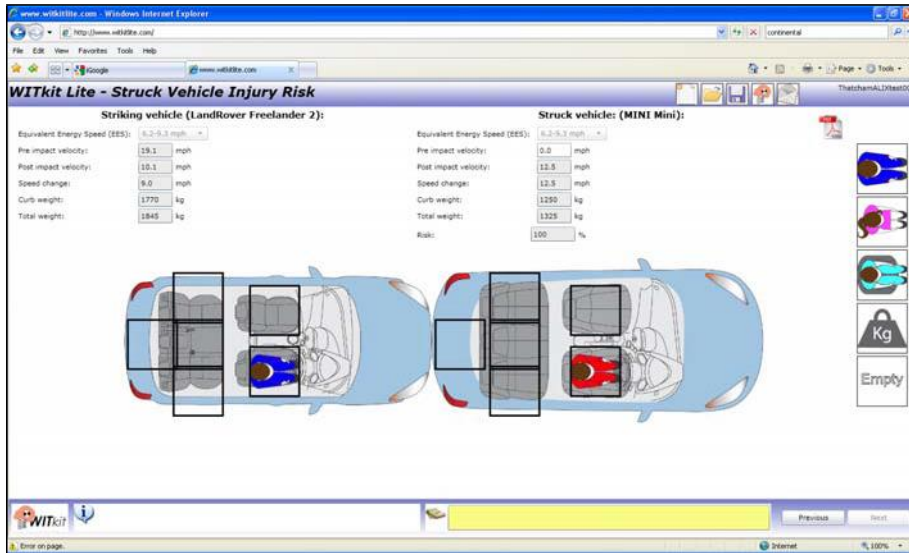 www.witkitlite.com - Windows Internet Explorer
http://www.witkitlite.com/
continental
File Edit View Favorites Tools Help
iGoogle
www.witkitlite.com
Page
Tools
WITkit Lite - Struck Vehicle Injury Risk
Striking vehicle (LandRover Freelander 2):
Struck vehicle: (MINI Mini):
Equivalent Energy Speed (EES): 6.2-9.3 mph
Equivalent Energy Speed (EES): 6.2-9.3 mph
Pre impact velocity: 19.1 mph
Pre impact velocity: 0.0 mph
Post impact velocity: 10.1 mph
Post impact velocity: 12.5 mph
Speed change: 9.0 mph
Speed change: 12.5 mph
Curb weight: 1770 kg
Curb weight: 1250 kg
Total weight: 1845 kg
Total weight: 1325 kg
Risk: 100 %
Kg
Empty
WITkit
Previous
Next
Error on page.
Internet
100%